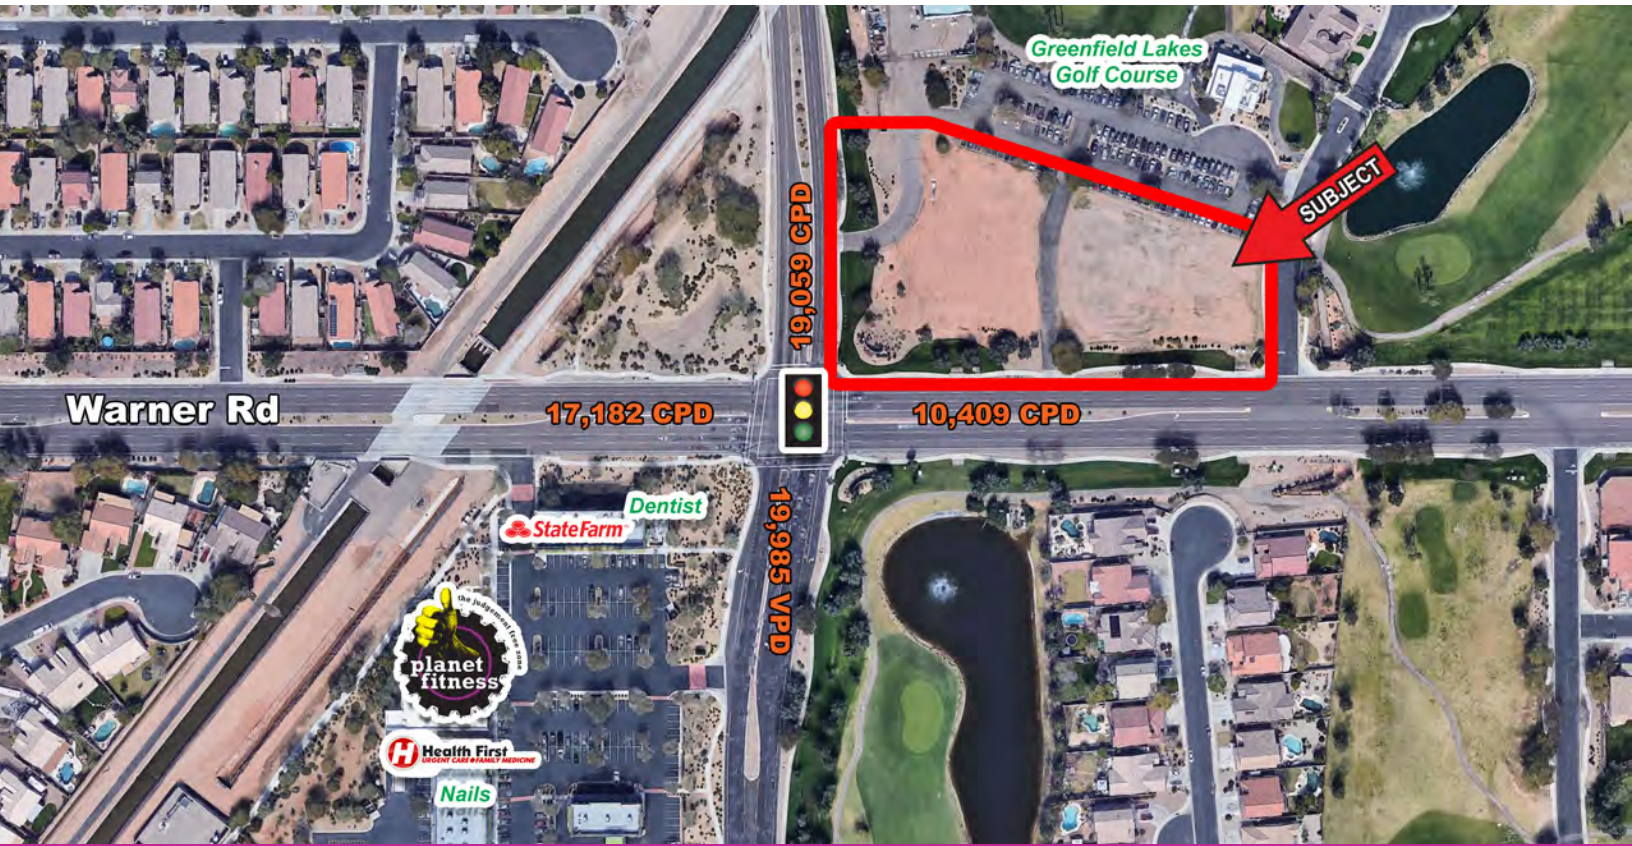 Greenfield Lakes
Golf Course
SUBJECT
19,059 CPD
Warner Rd
17,182 CPD
10,409 CPD
19,985 VPD
Dentist
StateFarm
the judgement free zone
planet
fitness
H
Health First
URGENT CARE FAMILY MEDICINE
Nails